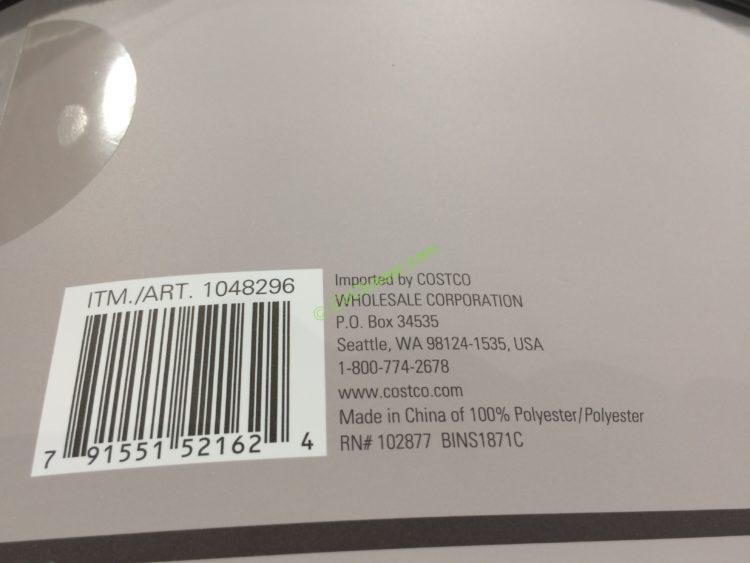 ITM./ART. 1048296
7 91551 52162 4
Imported by COSTCO
WHOLESALE CORPORATION
P.O. Box 34535
Seattle, WA 98124-1535, USA
1-800-774-2678
www.costco.com
Made in China of 100% Polyester/Polyester
RN# 102877 BINS1871C